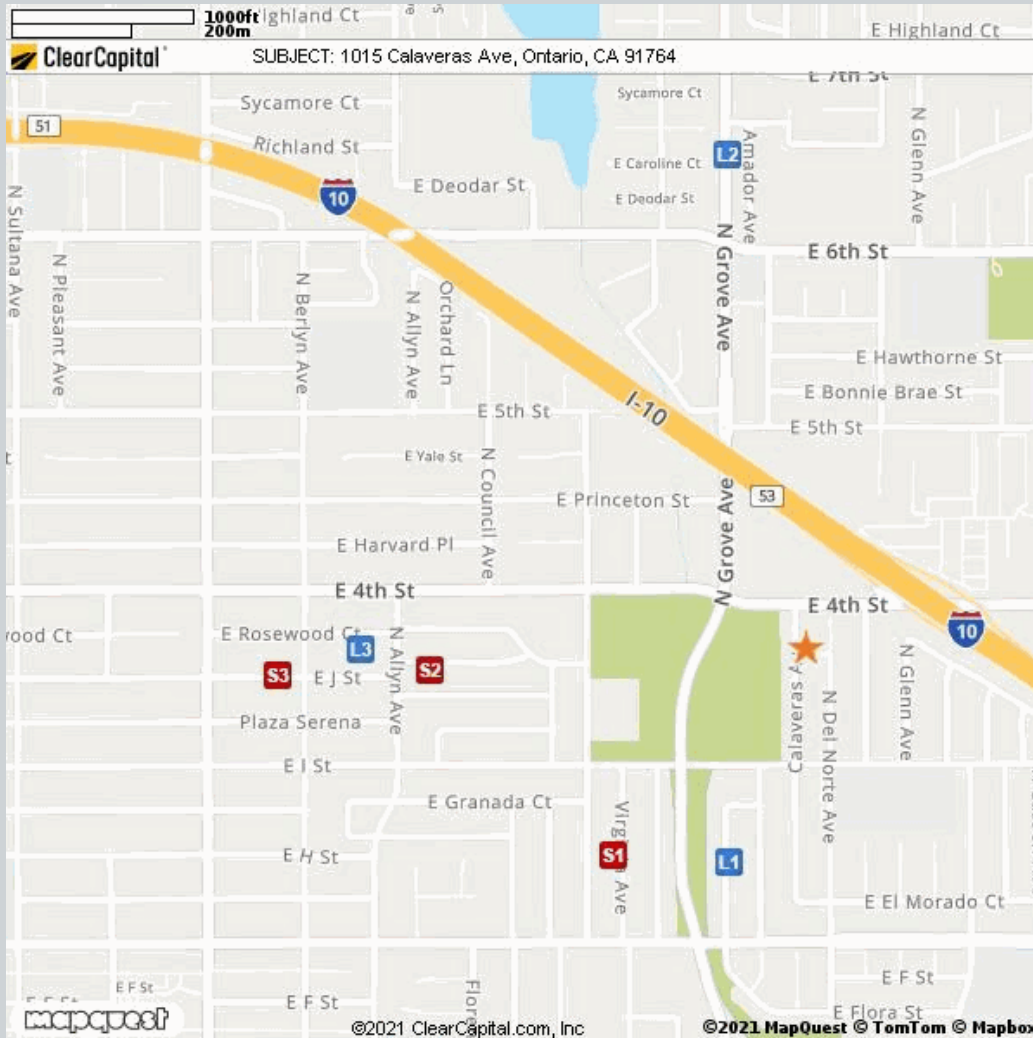 1000ft
200m
ighland Ct
E Highland Ct
ClearCapital
SUBJECT: 1015 Calaveras Ave, Ontario, CA 91764
E 7th St
Sycamore Ct
Sycamore Ct
51
Richland St
N Glenn Ave
Amador Ave
L2
E Caroline Ct
10
E Deodar St
E Deodar St
N Sultana Ave
N Pleasant Ave
N Grove Ave
E 6th St
N Berlyn Ave
N Allyn Ave
Orchard Ln
E Hawthorne St
E Bonnie Brae St
I-10
E 5th St
E 5th St
E Yale St
N Council Ave
N Grove Ave
53
E Princeton St
E Harvard Pl
E 4th St
E 4th St
10
wood Ct
E Rosewood Ct
L3
N Allyn Ave
S2
S3
E J St
Calaveras A
N Del Norte Ave
N Glenn Ave
Plaza Serena
E I St
E Granada Ct
Virg
a Ave
S1
L1
E H St
E El Morado Ct
E F St
E F St
E F St
E F St
Flore
E Flora St
mapquest
©2021 ClearCapital.com, Inc
©2021 MapQuest © TomTom © Mapbox